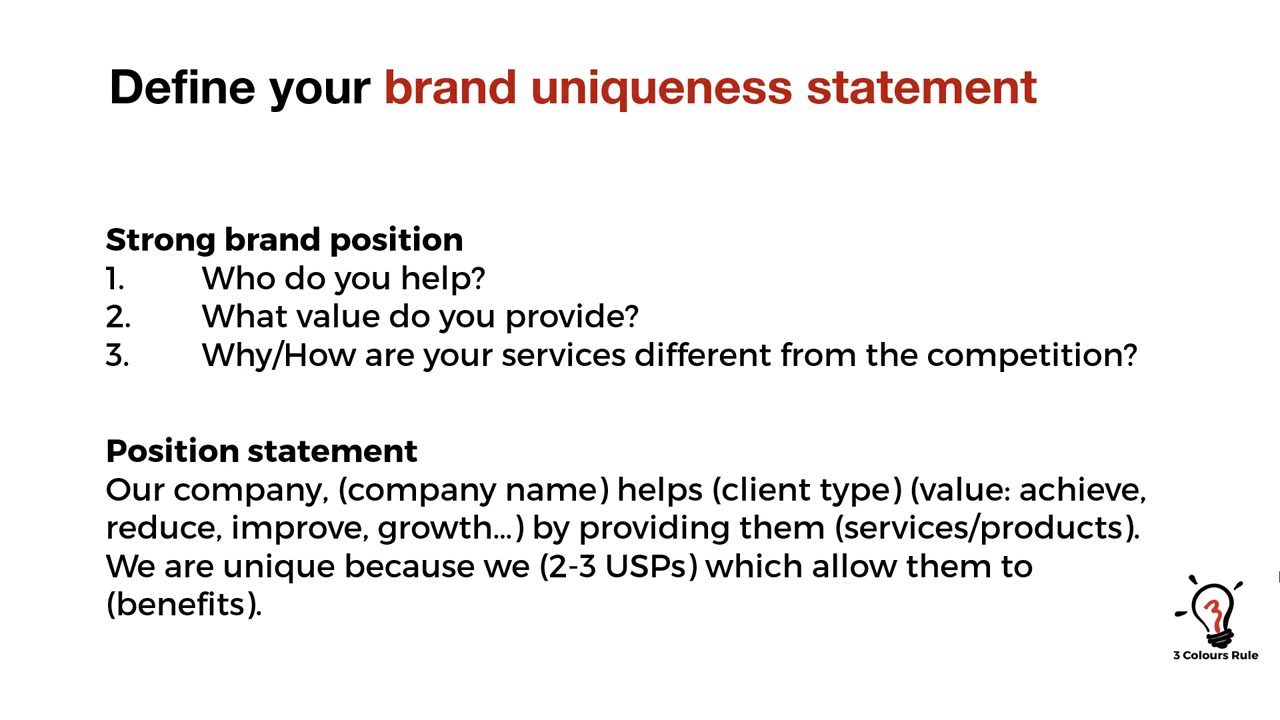 Define your brand uniqueness statement
Strong brand position
1. Who do you help?
2. What value do you provide?
3. Why/How are your services different from the competition?
Position statement
Our company, (company name) helps (client type) (value: achieve,
reduce, improve, growth...) by providing them (services/products).
We are unique because we (2-3 USPs) which allow them to
(benefits).
3
3 Colours Rule